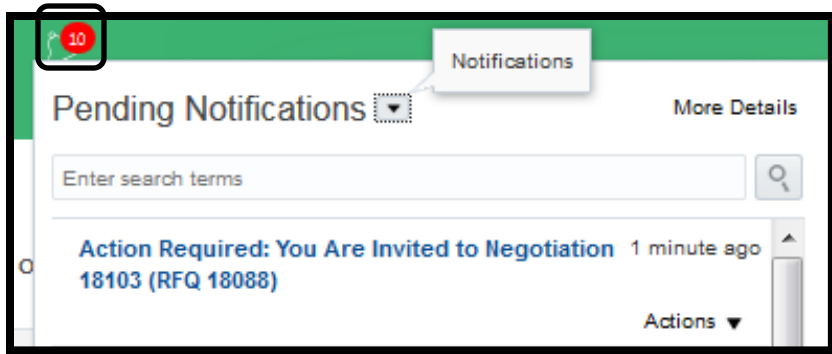 10
Notifications
Pending Notifications
More Details
Enter search terms
Action Required: You Are Invited to Negotiation 1 minute ago
18103 (RFQ 18088)
Actions